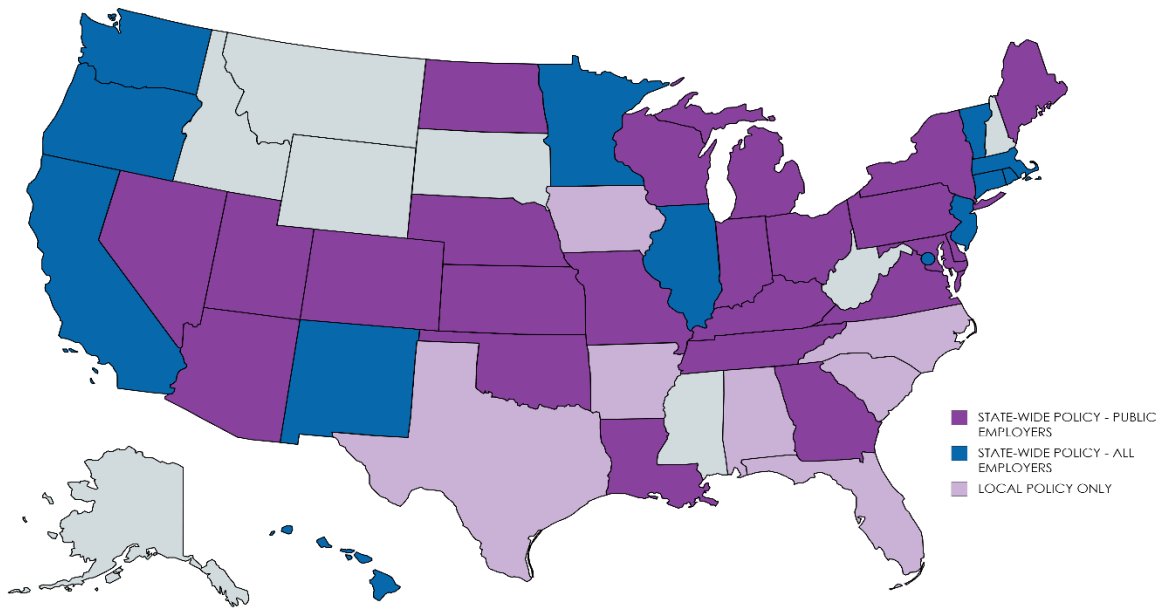 STATE-WIDE POLICY - PUBLIC
EMPLOYERS
STATE-WIDE POLICY - ALL
EMPLOYERS
LOCAL POLICY ONLY